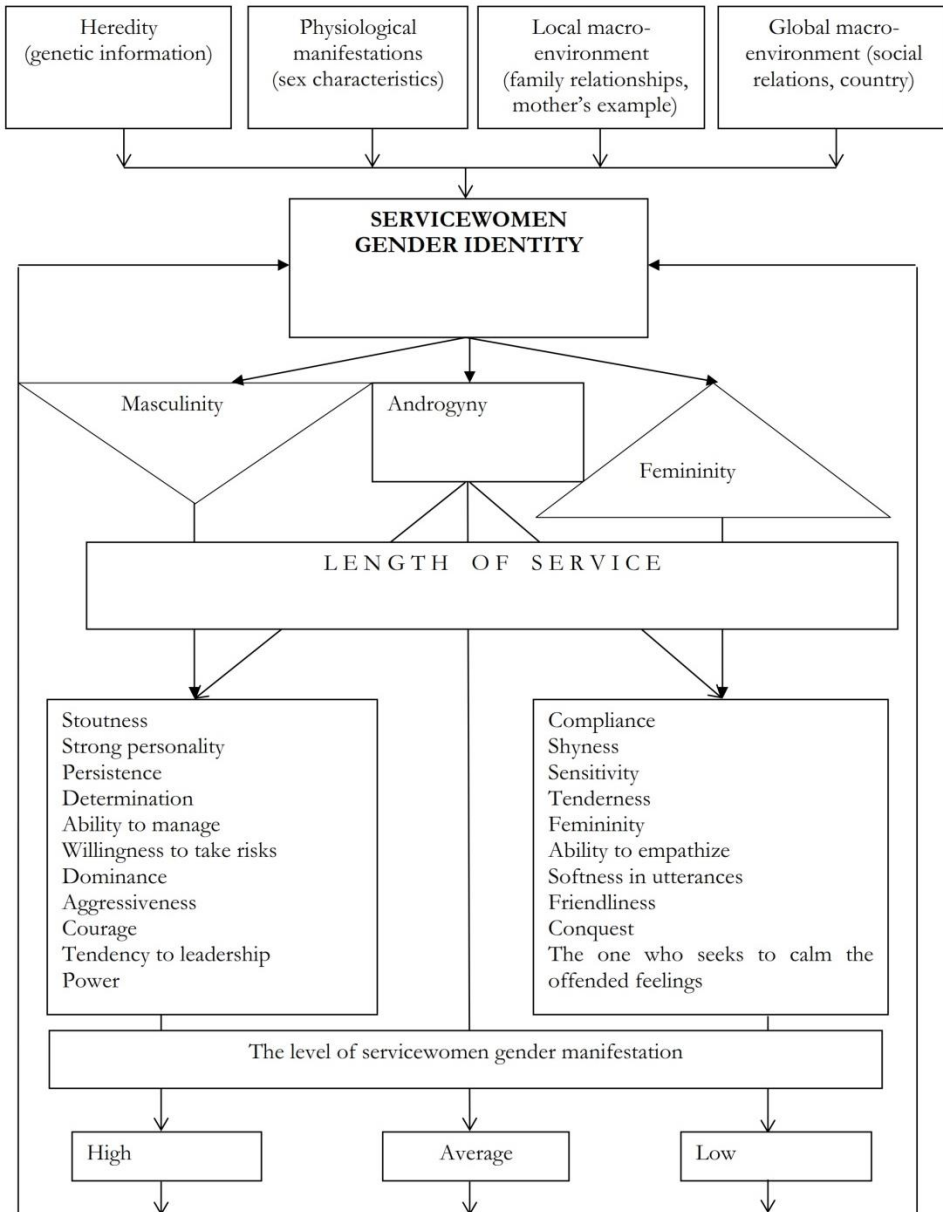 Heredity
(genetic information)
Physiological
manifestations
(sex characteristics)
Local macro-
environment
(family relationships,
mother's example)
Global macro-
environment (social
relations, country)
SERVICEWOMEN
GENDER IDENTITY
Masculinity
Androgyny
Femininity
LENGTH OF SERVICE
Stoutness
Strong personality
Persistence
Determination
Ability to manage
Willingness to take risks
Dominance
Aggressiveness
Courage
Tendency to leadership
Power
Compliance
Shyness
Sensitivity
Tenderness
Femininity
Ability to empathize
Softness in utterances
Friendliness
Conquest
The one who seeks to calm the
offended feelings
The level of servicewomen gender manifestation
High
Average
Low